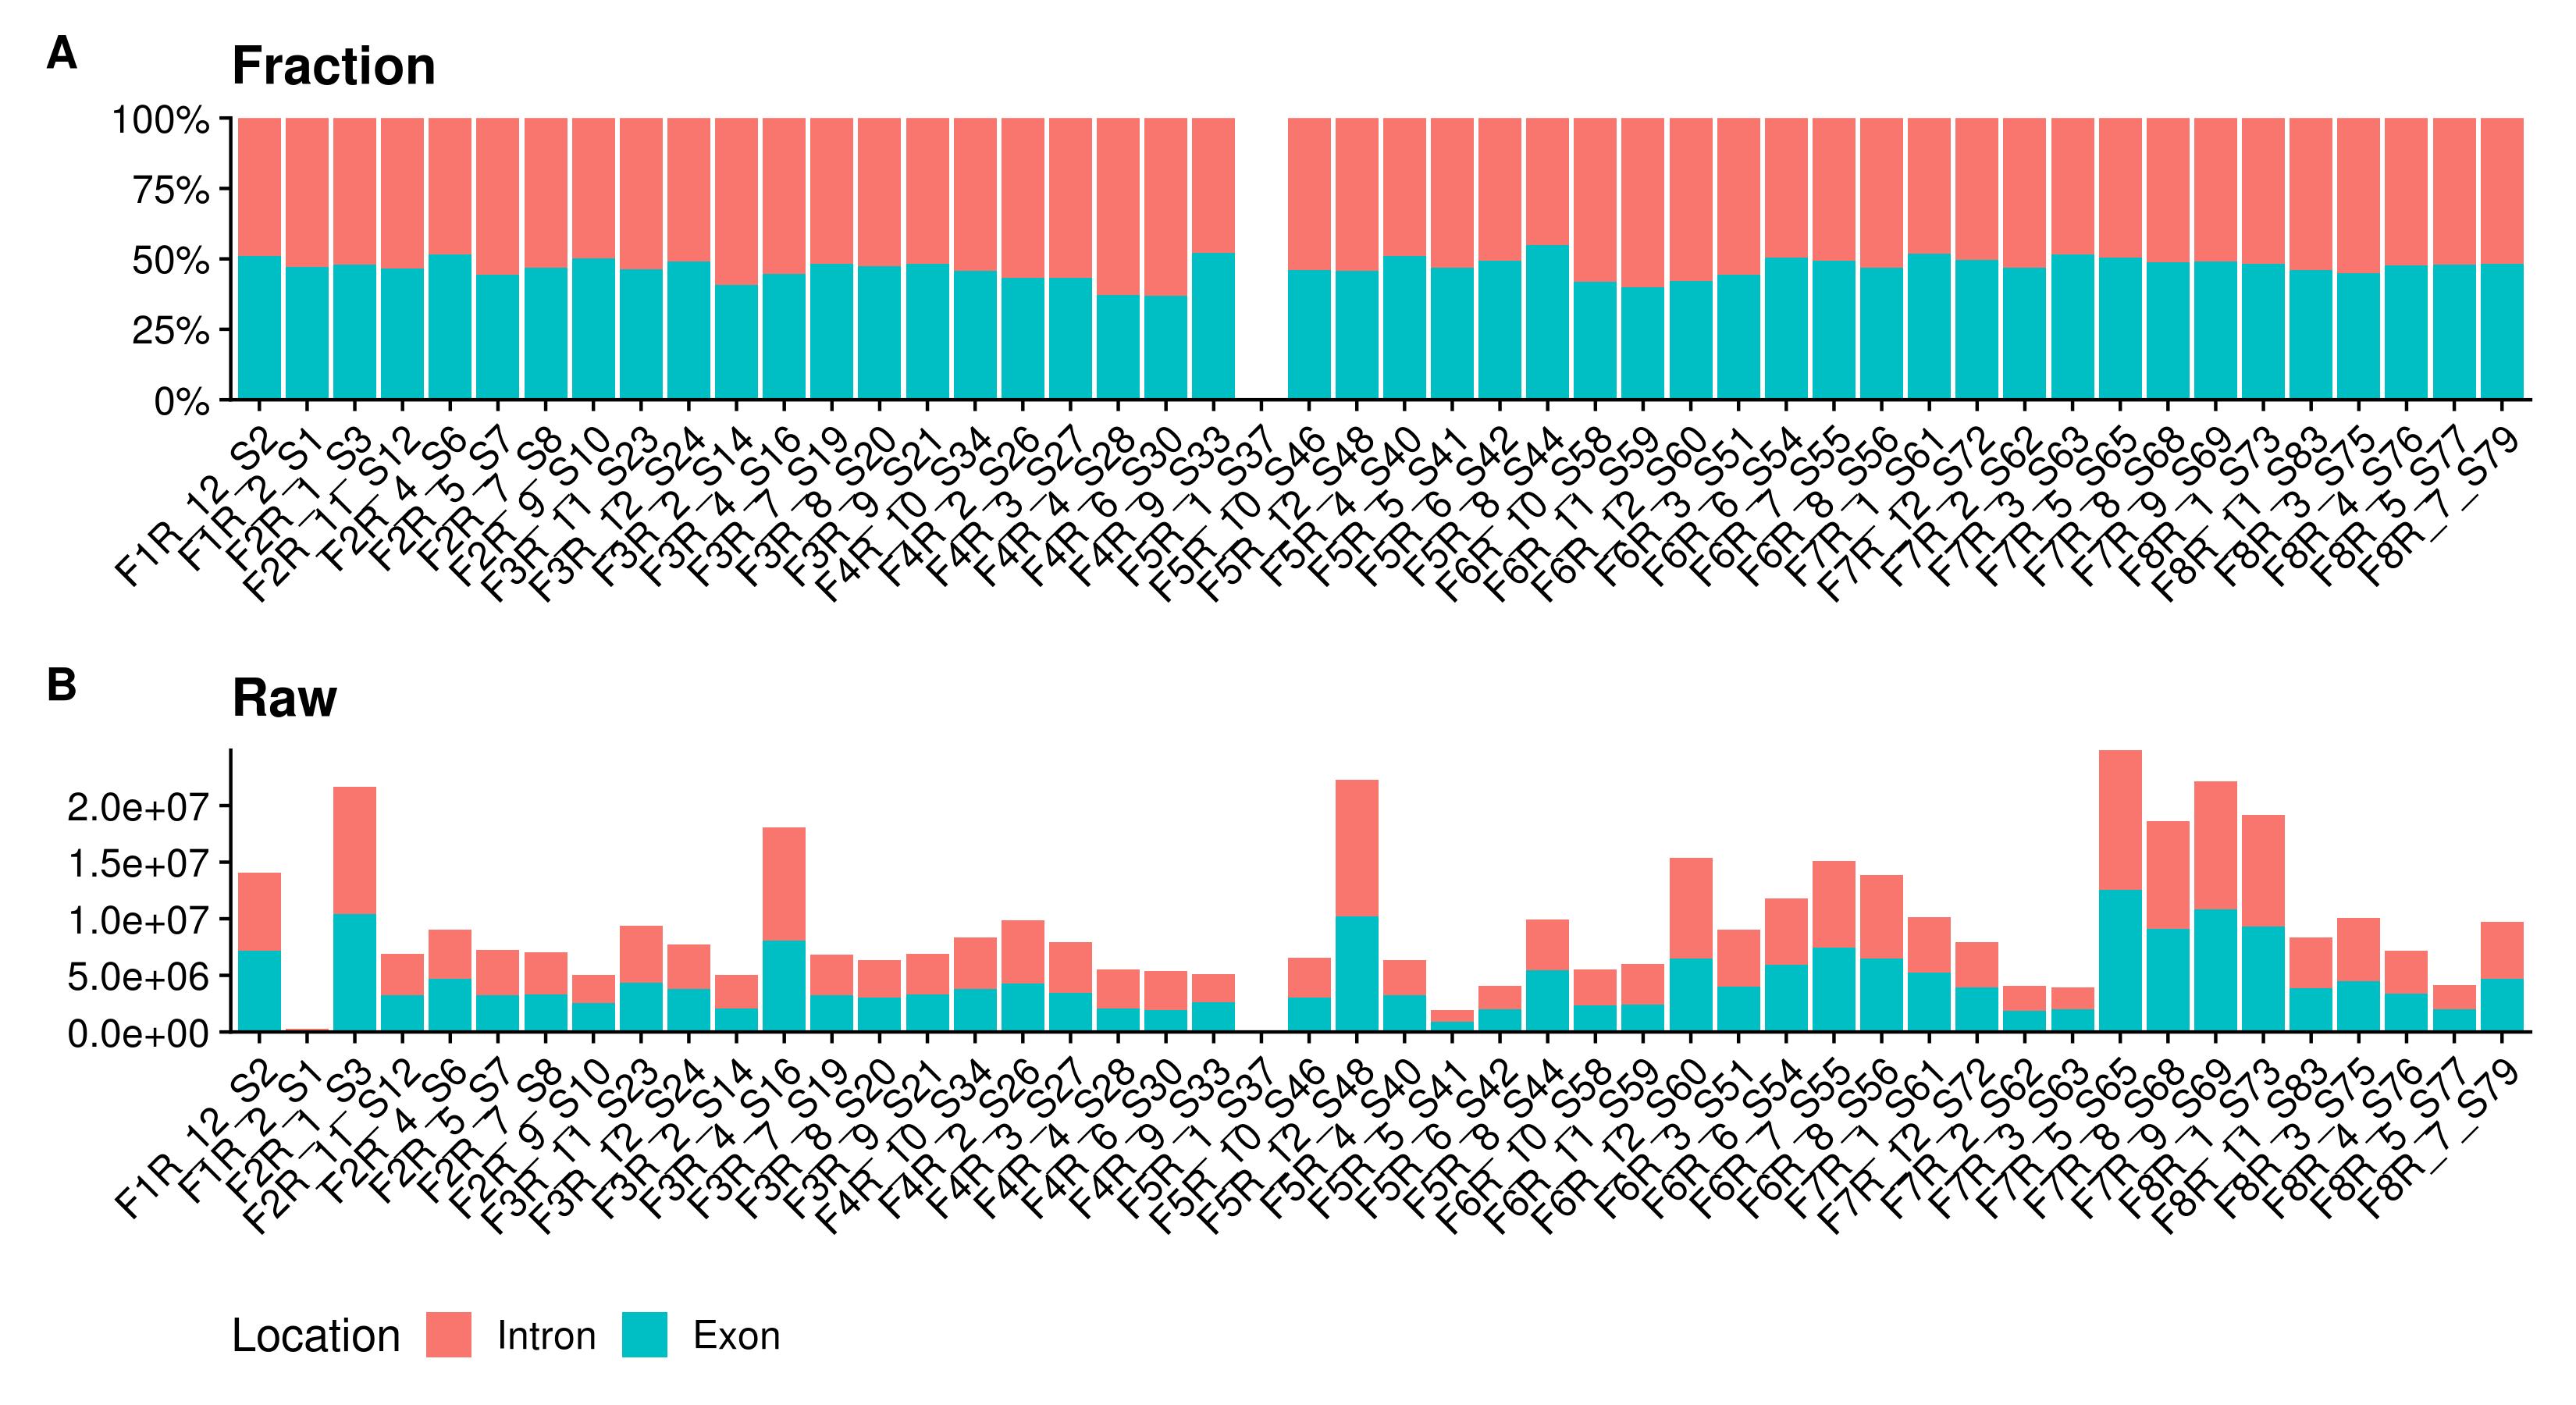 A
Fraction
100%
75%
50%
25%
0%
F1R_12_S2
F1R_2_S1
F2R_1_S3
F2R_11_S12
F2R_4_S6
F2R_5_S7
F2R_7_S8
F2R_9_S10
F3R_11_S23
F3R_12_S24
F3R_2_S14
F3R_4_S16
F3R_7_S19
F3R_8_S20
F3R_9_S21
F4R_10_S34
F4R_2_S26
F4R_3_S27
F4R_4_S28
F4R_6_S30
F4R_9_S33
F5R_1_S37
F5R_10_S46
F5R_12_S48
F5R_4_S40
F5R_5_S41
F5R_6_S42
F5R_8_S44
F6R_10_S58
F6R_11_S59
F6R_12_S60
F6R_3_S51
F6R_6_S54
F6R_7_S55
F6R_8_S56
F7R_1_S61
F7R_12_S72
F7R_2_S62
F7R_3_S63
F7R_5_S65
F7R_8_S68
F7R_9_S69
F8R_1_S73
F8R_11_S83
F8R_3_S75
F8R_4_S76
F8R_5_S77
F8R_7_S79
B
Raw
2.0e+07
1.5e+07
1.0e+07
5.0e+06
0.0e+00
F1R_12_S2
F1R_2_S1
F2R_1_S3
F2R_11_S12
F2R_4_S6
F2R_5_S7
F2R_7_S8
F2R_9_S10
F3R_11_S23
F3R_12_S24
F3R_2_S14
F3R_4_S16
F3R_7_S19
F3R_8_S20
F3R_9_S21
F4R_10_S34
F4R_2_S26
F4R_3_S27
F4R_4_S28
F4R_6_S30
F4R_9_S33
F5R_1_S37
F5R_10_S46
F5R_12_S48
F5R_4_S40
F5R_5_S41
F5R_6_S42
F5R_8_S44
F6R_10_S58
F6R_11_S59
F6R_12_S60
F6R_3_S51
F6R_6_S54
F6R_7_S55
F6R_8_S56
F7R_1_S61
F7R_12_S72
F7R_2_S62
F7R_3_S63
F7R_5_S65
F7R_8_S68
F7R_9_S69
F8R_1_S73
F8R_11_S83
F8R_3_S75
F8R_4_S76
F8R_5_S77
F8R_7_S79
Location Intron Exon